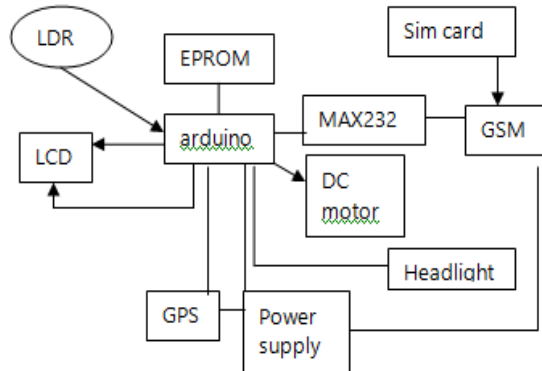 LDR
Sim card
EPROM
MAX232
GSM
arduino
LCD
DC
motor
Headlight
GPS
Power
supply